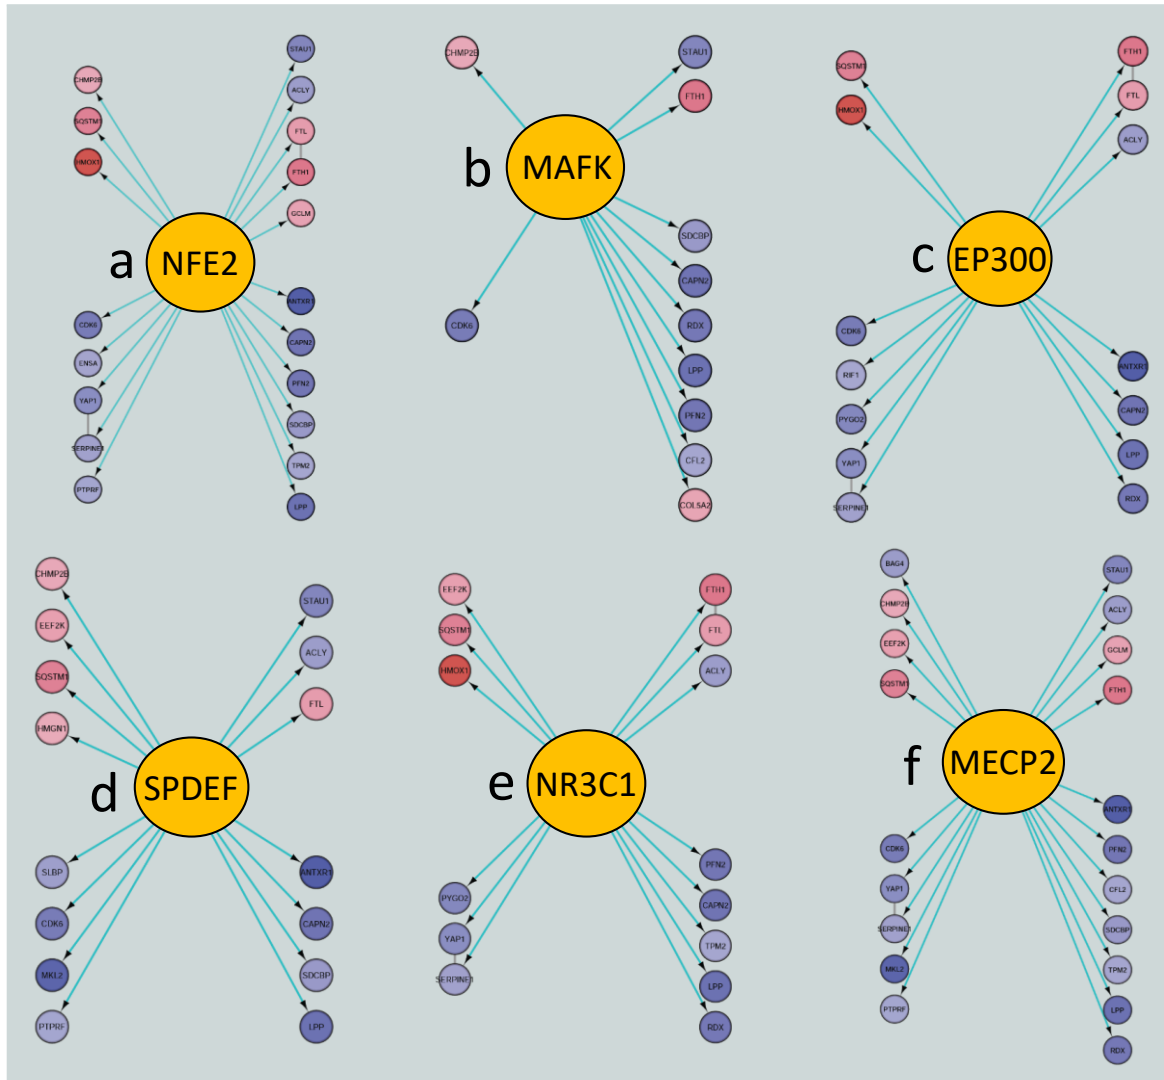 CHMP2B
SQSTM1
HMOX1
STAU1
ACLY
FTL
FTH1
GCLM
a
NFE2
CDK6
ENSA
YAP1
SERPINE1
PTPRF
ANTXR1
CAPN2
PFN2
SDCBP
TPM2
LPP
CHMP2B
STAU1
FTH1
b
MAFK
CDK6
SDCBP
CAPN2
RDX
LPP
PFN2
CFL2
COL5A2
SQSTM1
HMOX1
FTH1
FTL
ACLY
c
EP300
CDK6
RIF1
PYGO2
YAP1
SERPINE1
ANTXR1
CAPN2
LPP
RDX
CHMP2B
EEF2K
SQSTM1
HMGN1
STAU1
ACLY
FTL
d
SPDEF
SLBP
CDK6
MKL2
PTPRF
ANTXR1
CAPN2
SDCBP
LPP
EEF2K
SQSTM1
HMOX1
FTH1
FTL
ACLY
e
NR3C1
PYGO2
YAP1
SERPINE1
PFN2
CAPN2
TPM2
LPP
RDX
BAG4
CHMP2B
EEF2K
SQSTM1
STAU1
ACLY
GCLM
FTH1
f
MECP2
CDK6
YAP1
SERPINE1
MKL2
PTPRF
ANTXR1
PFN2
CFL2
SDCBP
TPM2
LPP
RDX